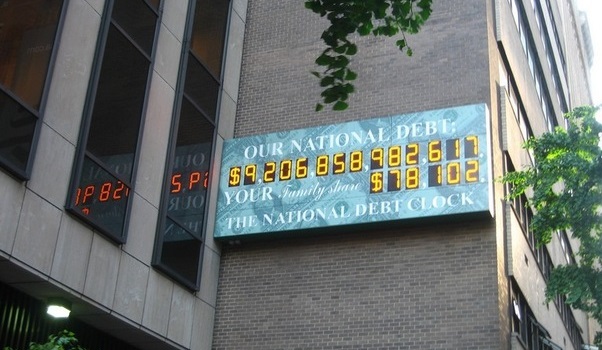 OUR NATIONAL DEBT:
$9,206,858,982,617.
YOUR Family share $78,102.
THE NATIONAL DEBT CLOCK